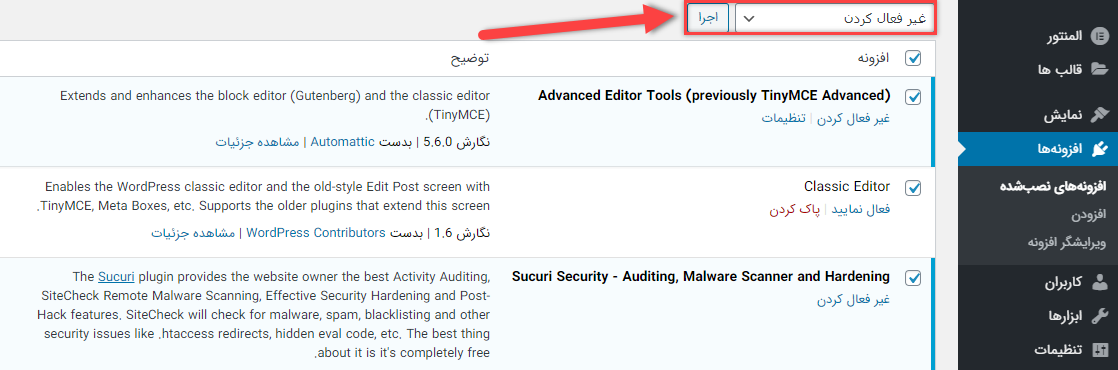 غیر فعال کردن
اجرا
افزونه
توضیح
Advanced Editor Tools (previously TinyMCE Advanced)
غیر فعال کردن | تنظیمات
Extends and enhances the block editor (Gutenberg) and the classic editor
(TinyMCE).
نگارش 5.6.0 | بدست Automattic | مشاهده جزئیات
Classic Editor
فعال نمایید | پاک کردن
Enables the WordPress classic editor and the old-style Edit Post screen with
TinyMCE, Meta Boxes, etc. Supports the older plugins that extend this screen.
نگارش 1.6 | بدست WordPress Contributors | مشاهده جزئیات
Sucuri Security - Auditing, Malware Scanner and Hardening
غیر فعال کردن
The Sucuri plugin provides the website owner the best Activity Auditing,
SiteCheck Remote Malware Scanning, Effective Security Hardening and Post-
Hack features. SiteCheck will check for malware, spam, blacklisting and other
security issues like .htaccess redirects, hidden eval code, etc. The best thing
about it is it's completely free.
المنتور
قالب ها
نمایش
افزونه‌ها
افزونه‌های نصب‌شده
افزودن
ویرایشگر افزونه
کاربران
ابزارها
تنظیمات